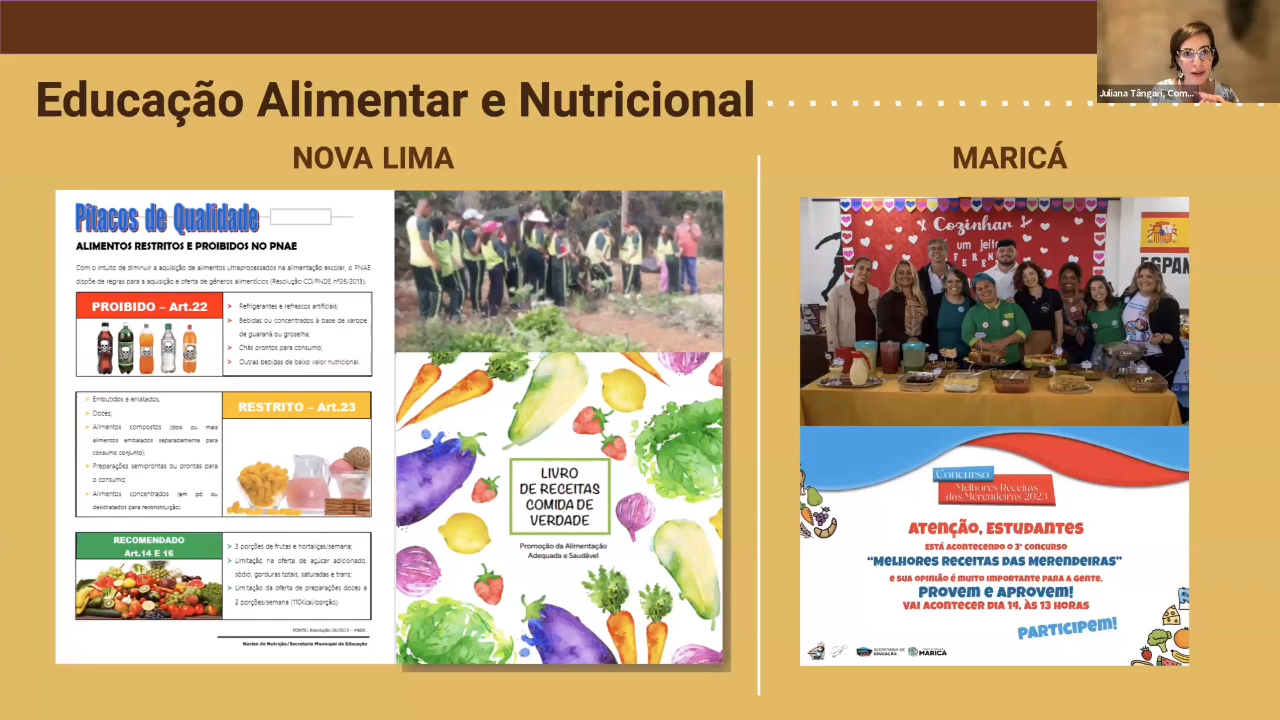 Juliana Tângari, Com...
Educação Alimentar e Nutricional
NOVA LIMA
Pitacos de Qualidade
ALIMENTOS RESTRITOS E PROIBIDOS NO PNAE
Com o intuito de diminuir a aquisição de alimentos ultraprocessados na alimentação escolar, o PNAE
dispõe de regras para a aquisição e oferta de gêneros alimentícios (Resolução CD/FNDE nº26/2013).
PROIBIDO – Art.22
Refrigerantes e refrescos artificiais;
Bebidas ou concentrados à base de xarope
de guaraná ou groselha;
Chás prontos para consumo;
Outras bebidas de baixo valor nutricional.
Embutidos e enlatados;
Doces;
Alimentos compostos (dois ou mais
alimentos embalados separadamente para
consumo conjunto);
Preparações semiprontas ou prontas para
o consumo;
Alimentos concentrados (em pó ou
desidratados para reconstituição).
RESTRITO – Art.23
RECOMENDADO
Art.14 E 16
3 porções de frutas e hortaliças/semana;
Limitação na oferta de açúcar adicionado,
sódio, gorduras totais, saturadas e trans;
Limitação da oferta de preparações doces a
2 porções/semana (110Kcal/porção).
FONTE: Resolução 26/2013 – FNDE.
Núcleo de Nutrição/Secretaria Municipal de Educação
LIVRO
DE RECEITAS
COMIDA DE
VERDADE
Promoção da Alimentação
Adequada e Saudável
MARICÁ
Cozinhar
um jeito
FEREN
ESPAN
Concurso
Melhores Receitas
das Merendeiras 2023
ATENÇÃO, ESTUDANTES
ESTÁ ACONTECENDO O 3º CONCURSO
“MELHORES RECEITAS DAS MERENDEIRAS”
E SUA OPINIÃO É MUITO IMPORTANTE PARA A GENTE.
PROVEM E APROVEM!
VAI ACONTECER DIA 14, ÀS 13 HORAS
PARTICIPEM!
SECRETARIA DE
EDUCAÇÃO
MARICÁ